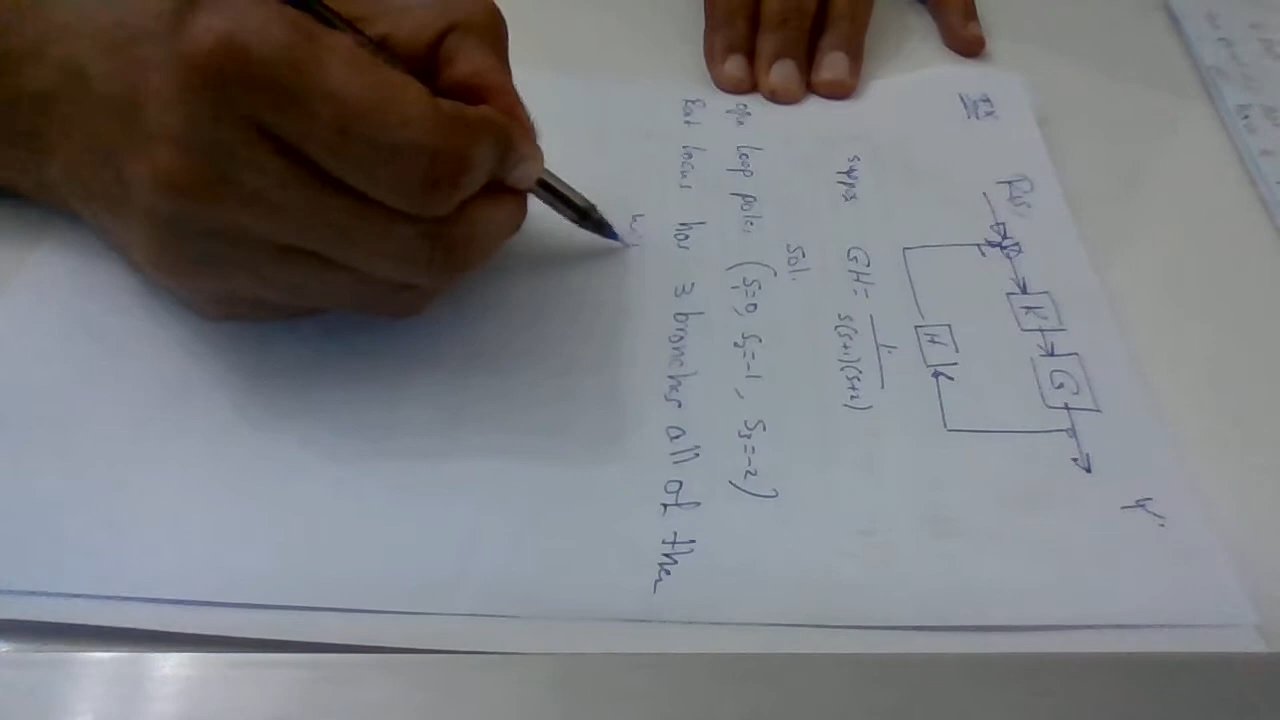 EX
R(s)
K
G
H
Y
suppos GH = 1 / s(s+1)(s+2)
Sol.
open loop poles (S1=0, S2=-1, S3=-2)
Root locus has 3 branches all of them